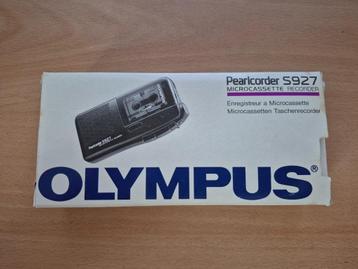 Pearlcorder S927
MICROCASSETTE RECORDER
Enregistreur a Microcassette
Microcassetten Taschenrecorder
OLYMPUS®